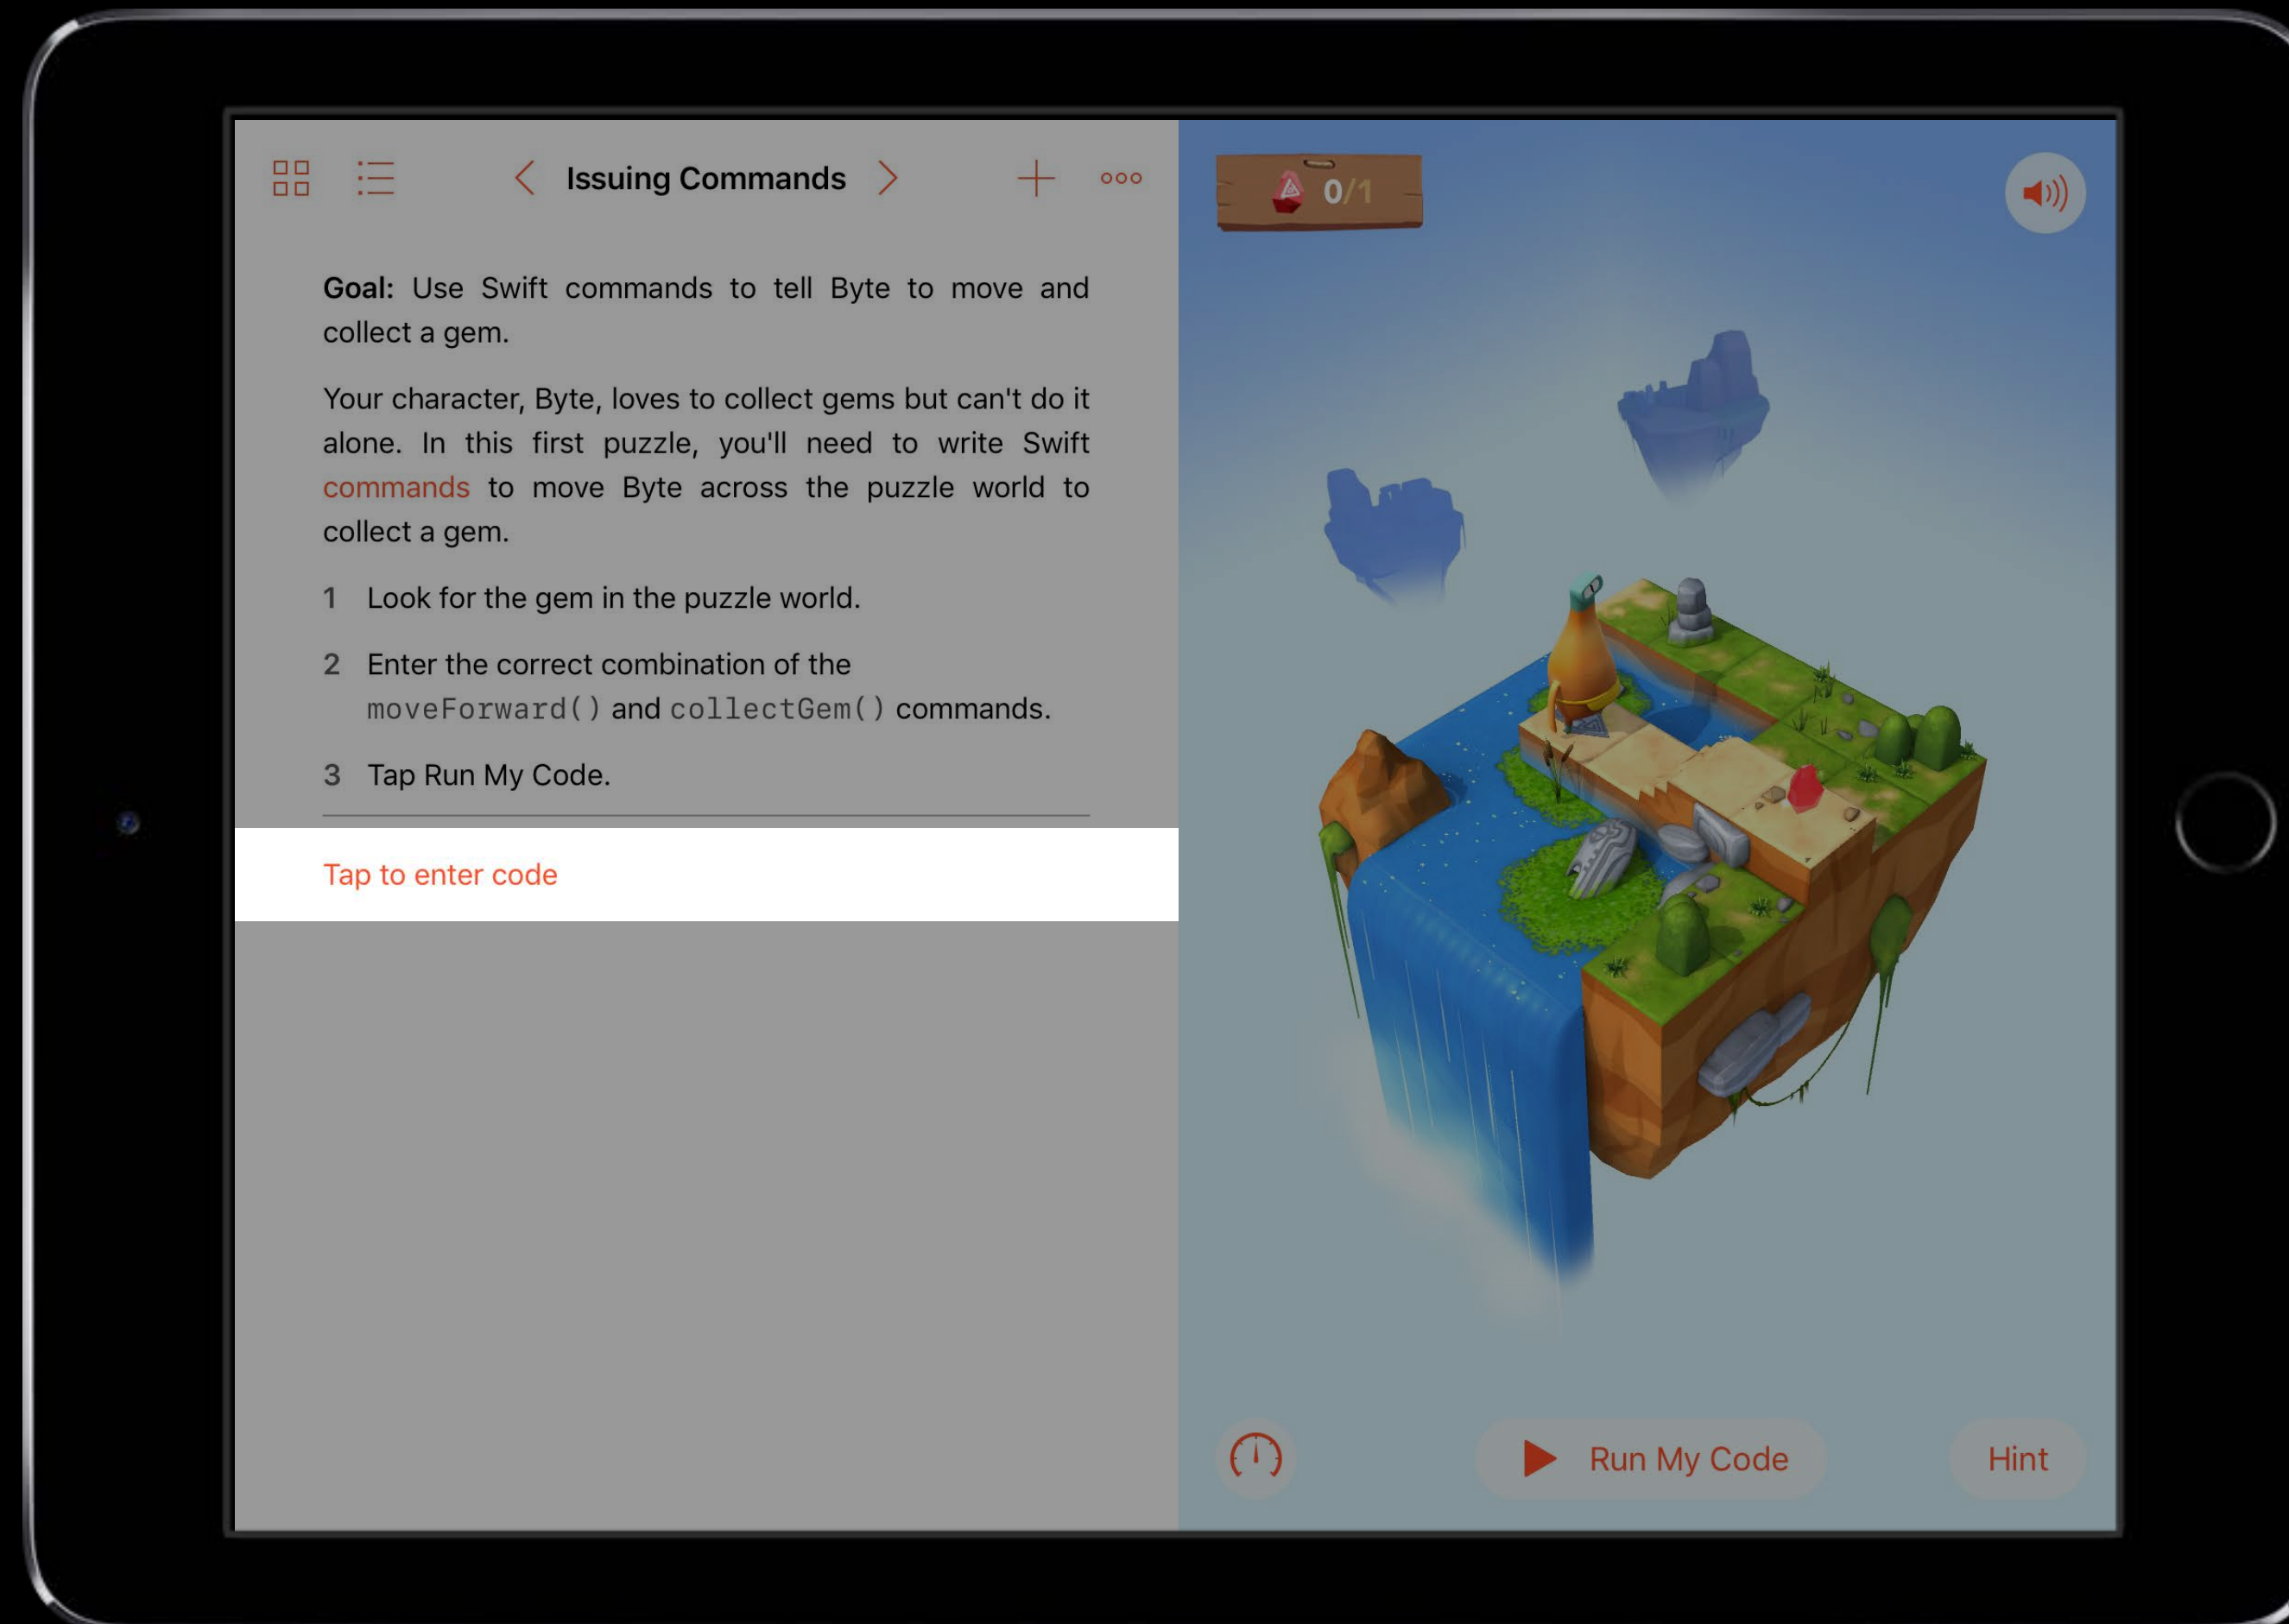 Issuing Commands
0/1
Goal: Use Swift commands to tell Byte to move and
collect a gem.
Your character, Byte, loves to collect gems but can't do it
alone. In this first puzzle, you'll need to write Swift
commands to move Byte across the puzzle world to
collect a gem.
1 Look for the gem in the puzzle world.
2 Enter the correct combination of the
moveForward() and collectGem() commands.
3 Tap Run My Code.
Tap to enter code
Run My Code
Hint